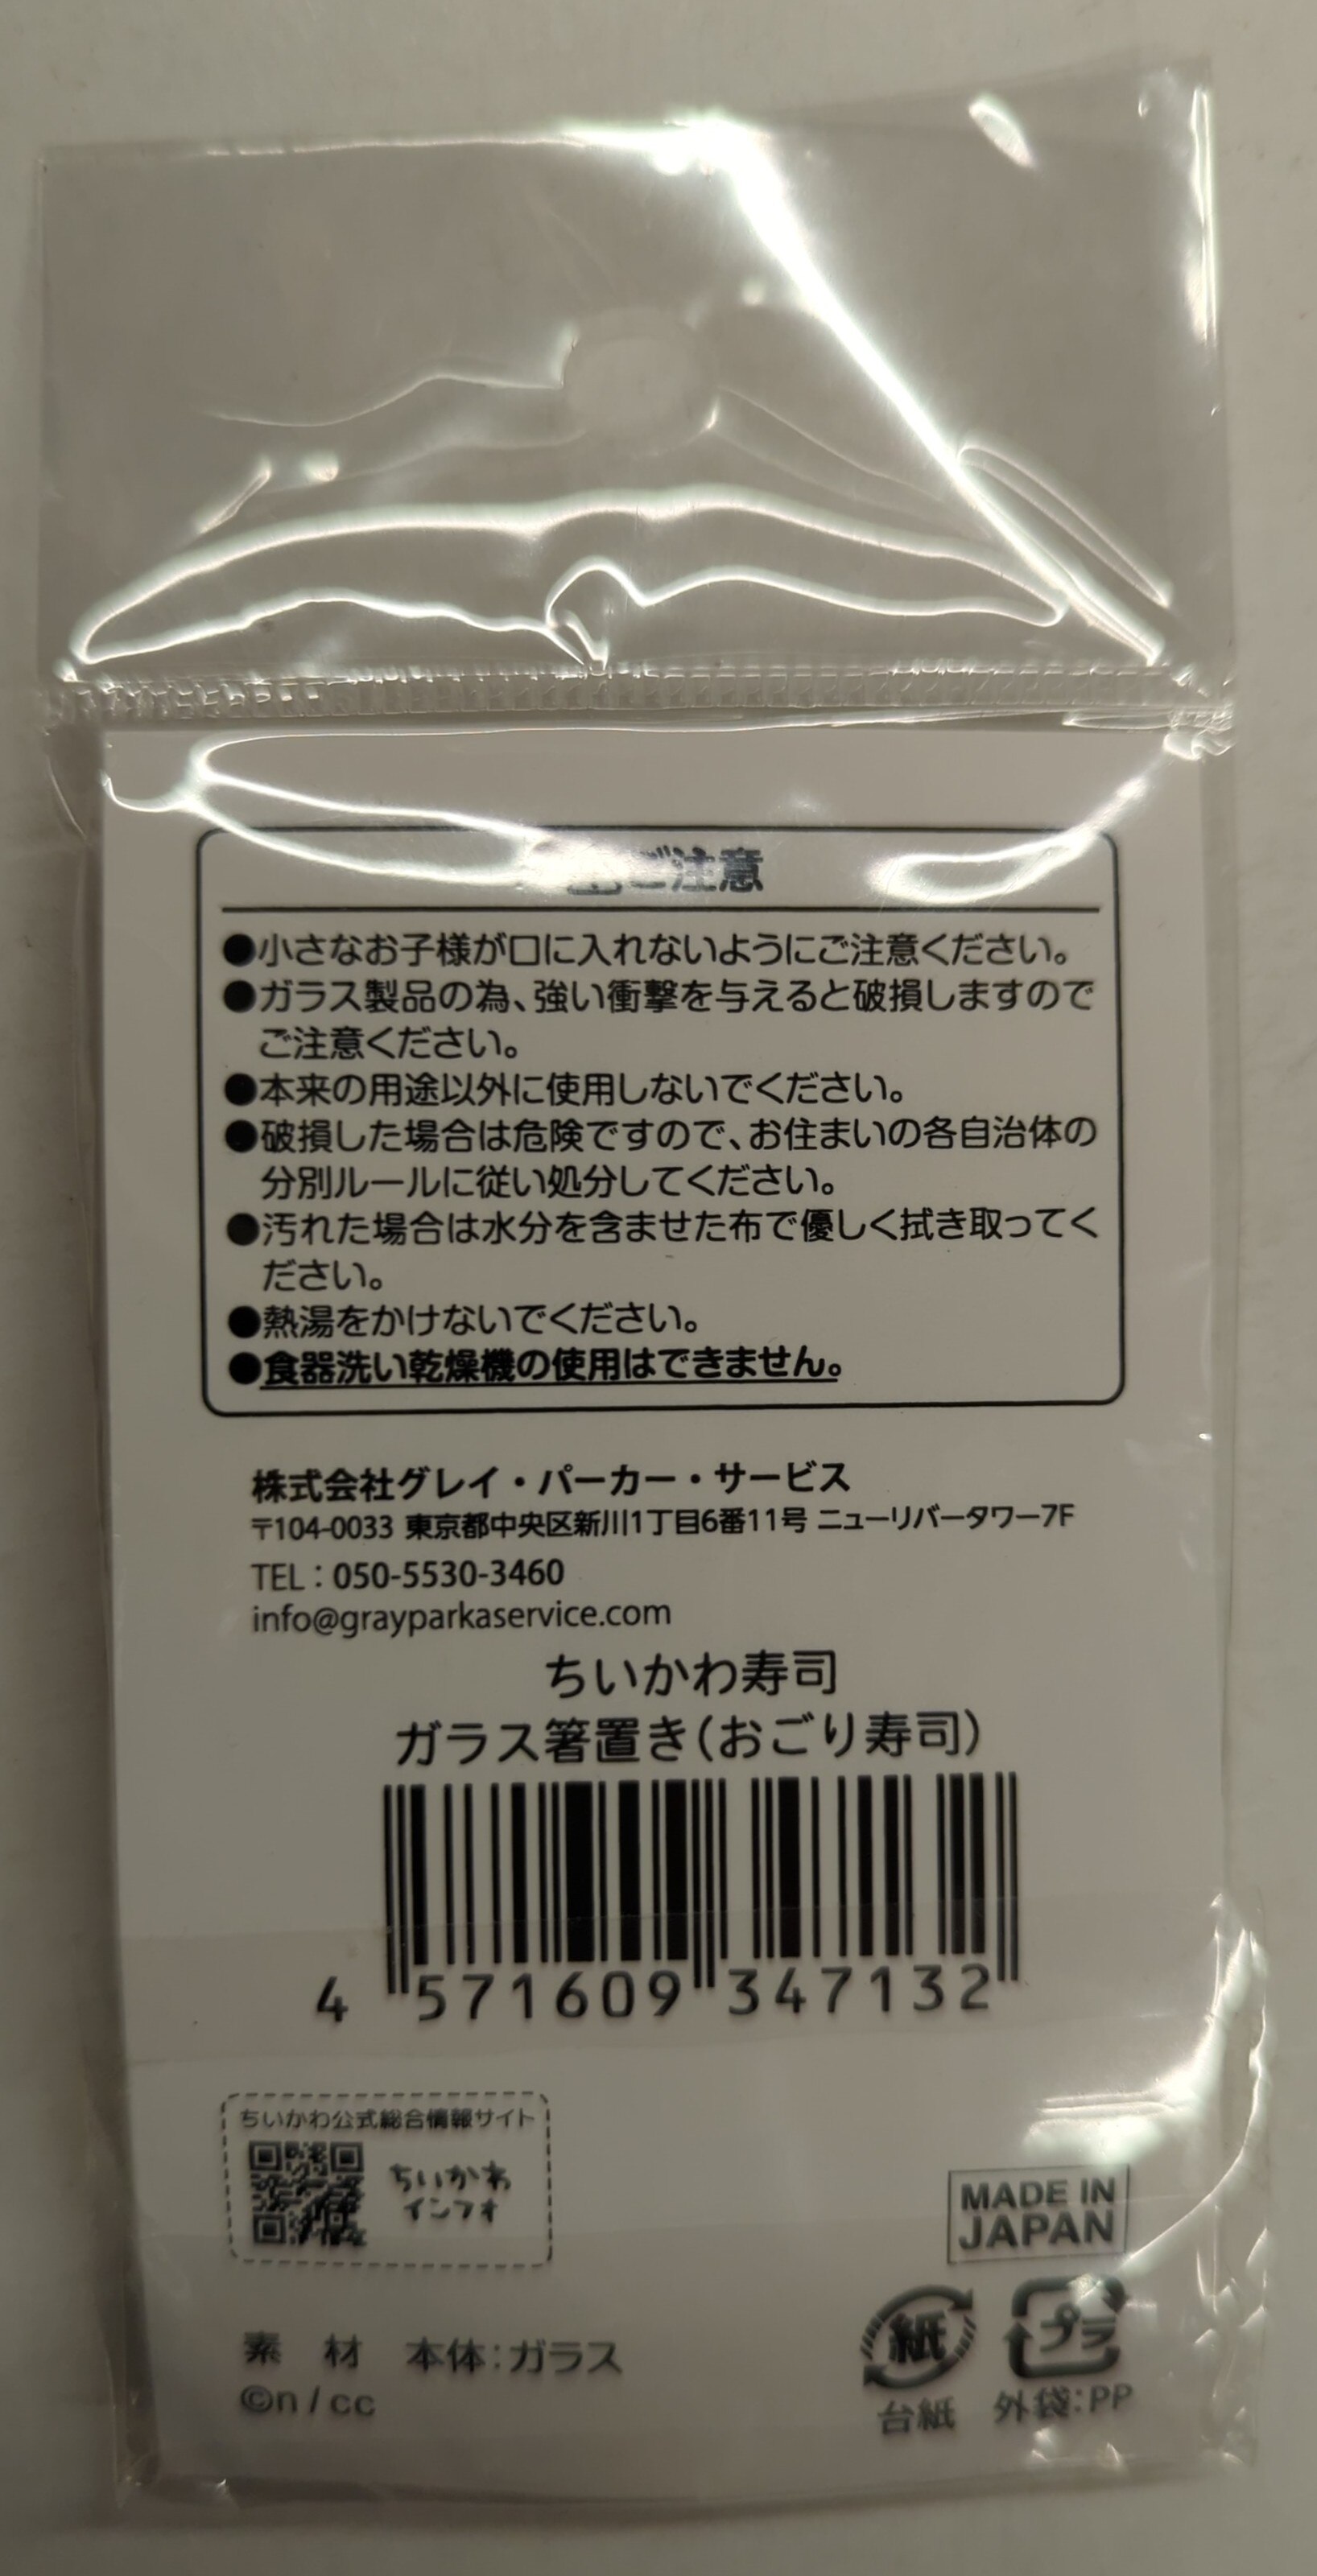 ご注意
●小さなお子様が口に入れないようにご注意ください。
●ガラス製品の為、強い衝撃を与えると破損しますので
ご注意ください。
●本来の用途以外に使用しないでください。
●破損した場合は危険ですので、お住まいの各自治体の
分別ルールに従い処分してください。
●汚れた場合は水分を含ませた布で優しく拭き取ってく
ださい。
●熱湯をかけないでください。
●食器洗い乾燥機の使用はできません。
株式会社グレイ・パーカー・サービス
〒104-0033 東京都中央区新川1丁目6番11号 ニューリバータワー7F
TEL：050-5530-3460
info@grayparkaservice.com
ちいかわ寿司
ガラス箸置き(おごり寿司)
4 571609 347132
ちいかわ公式総合情報サイト
ちいかわ
インフォ
MADE IN
JAPAN
素 材 本体：ガラス
©n / cc
紙
台紙
プラ
外袋：PP